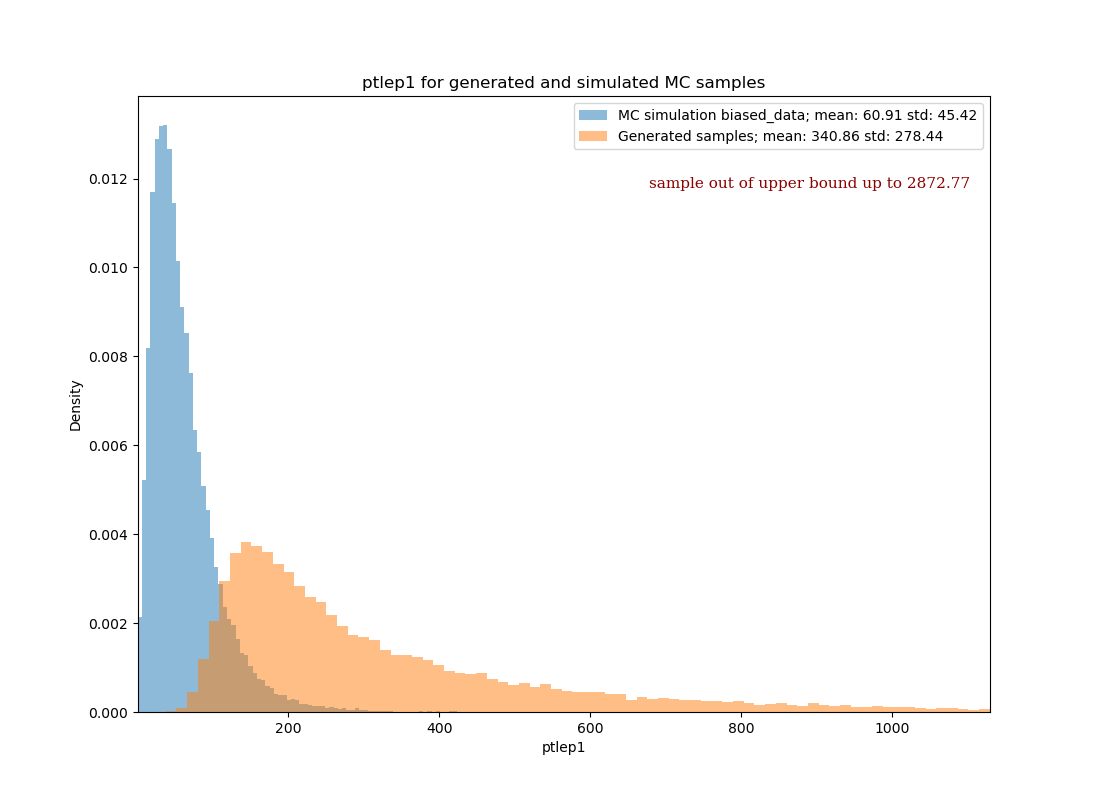 ptlep1 for generated and simulated MC samples
MC simulation biased_data; mean: 60.91 std: 45.42
Generated samples; mean: 340.86 std: 278.44
sample out of upper bound up to 2872.77
0.012
0.010
0.008
0.006
0.004
0.002
0.000
Density
200 400 600 800 1000
ptlep1